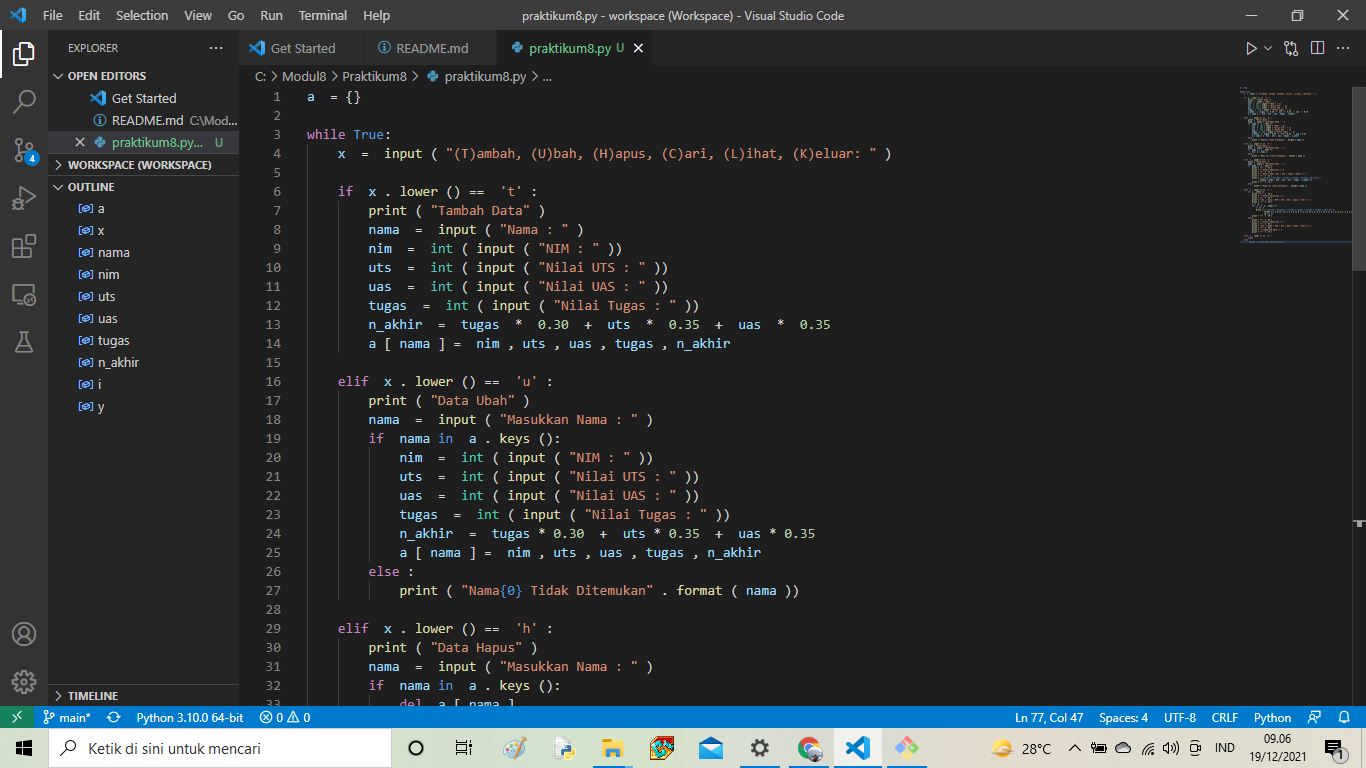 File Edit Selection View Go Run Terminal Help praktikum8.py - workspace (Workspace) - Visual Studio Code
EXPLORER
OPEN EDITORS
Get Started
README.md C:\Mod...
praktikum8.py... U
WORKSPACE (WORKSPACE)
OUTLINE
a
x
nama
nim
uts
uas
tugas
n_akhir
i
y
TIMELINE
4
Get Started README.md praktikum8.py U
C: > Modul8 > Praktikum8 > praktikum8.py > ...
1 a = {}
2
3 while True:
4 x = input ( "(T)ambah, (U)bah, (H)apus, (C)ari, (L)ihat, (K)eluar: " )
5
6 if x . lower () == 't' :
7 print ( "Tambah Data" )
8 nama = input ( "Nama : " )
9 nim = int ( input ( "NIM : " ))
10 uts = int ( input ( "Nilai UTS : " ))
11 uas = int ( input ( "Nilai UAS : " ))
12 tugas = int ( input ( "Nilai Tugas : " ))
13 n_akhir = tugas * 0.30 + uts * 0.35 + uas * 0.35
14 a [ nama ] = nim , uts , uas , tugas , n_akhir
15
16 elif x . lower () == 'u' :
17 print ( "Data Ubah" )
18 nama = input ( "Masukkan Nama : " )
19 if nama in a . keys ():
20 nim = int ( input ( "NIM : " ))
21 uts = int ( input ( "Nilai UTS : " ))
22 uas = int ( input ( "Nilai UAS : " ))
23 tugas = int ( input ( "Nilai Tugas : " ))
24 n_akhir = tugas * 0.30 + uts * 0.35 + uas * 0.35
25 a [ nama ] = nim , uts , uas , tugas , n_akhir
26 else :
27 print ( "Nama{0} Tidak Ditemukan" . format ( nama ))
28
29 elif x . lower () == 'h' :
30 print ( "Data Hapus" )
31 nama = input ( "Masukkan Nama : " )
32 if nama in a . keys ():
33 del a [ nama ]
main* Python 3.10.0 64-bit 0 0 Ln 77, Col 47 Spaces: 4 UTF-8 CRLF Python
Ketik di sini untuk mencari 28°C IND 09.06
19/12/2021 1